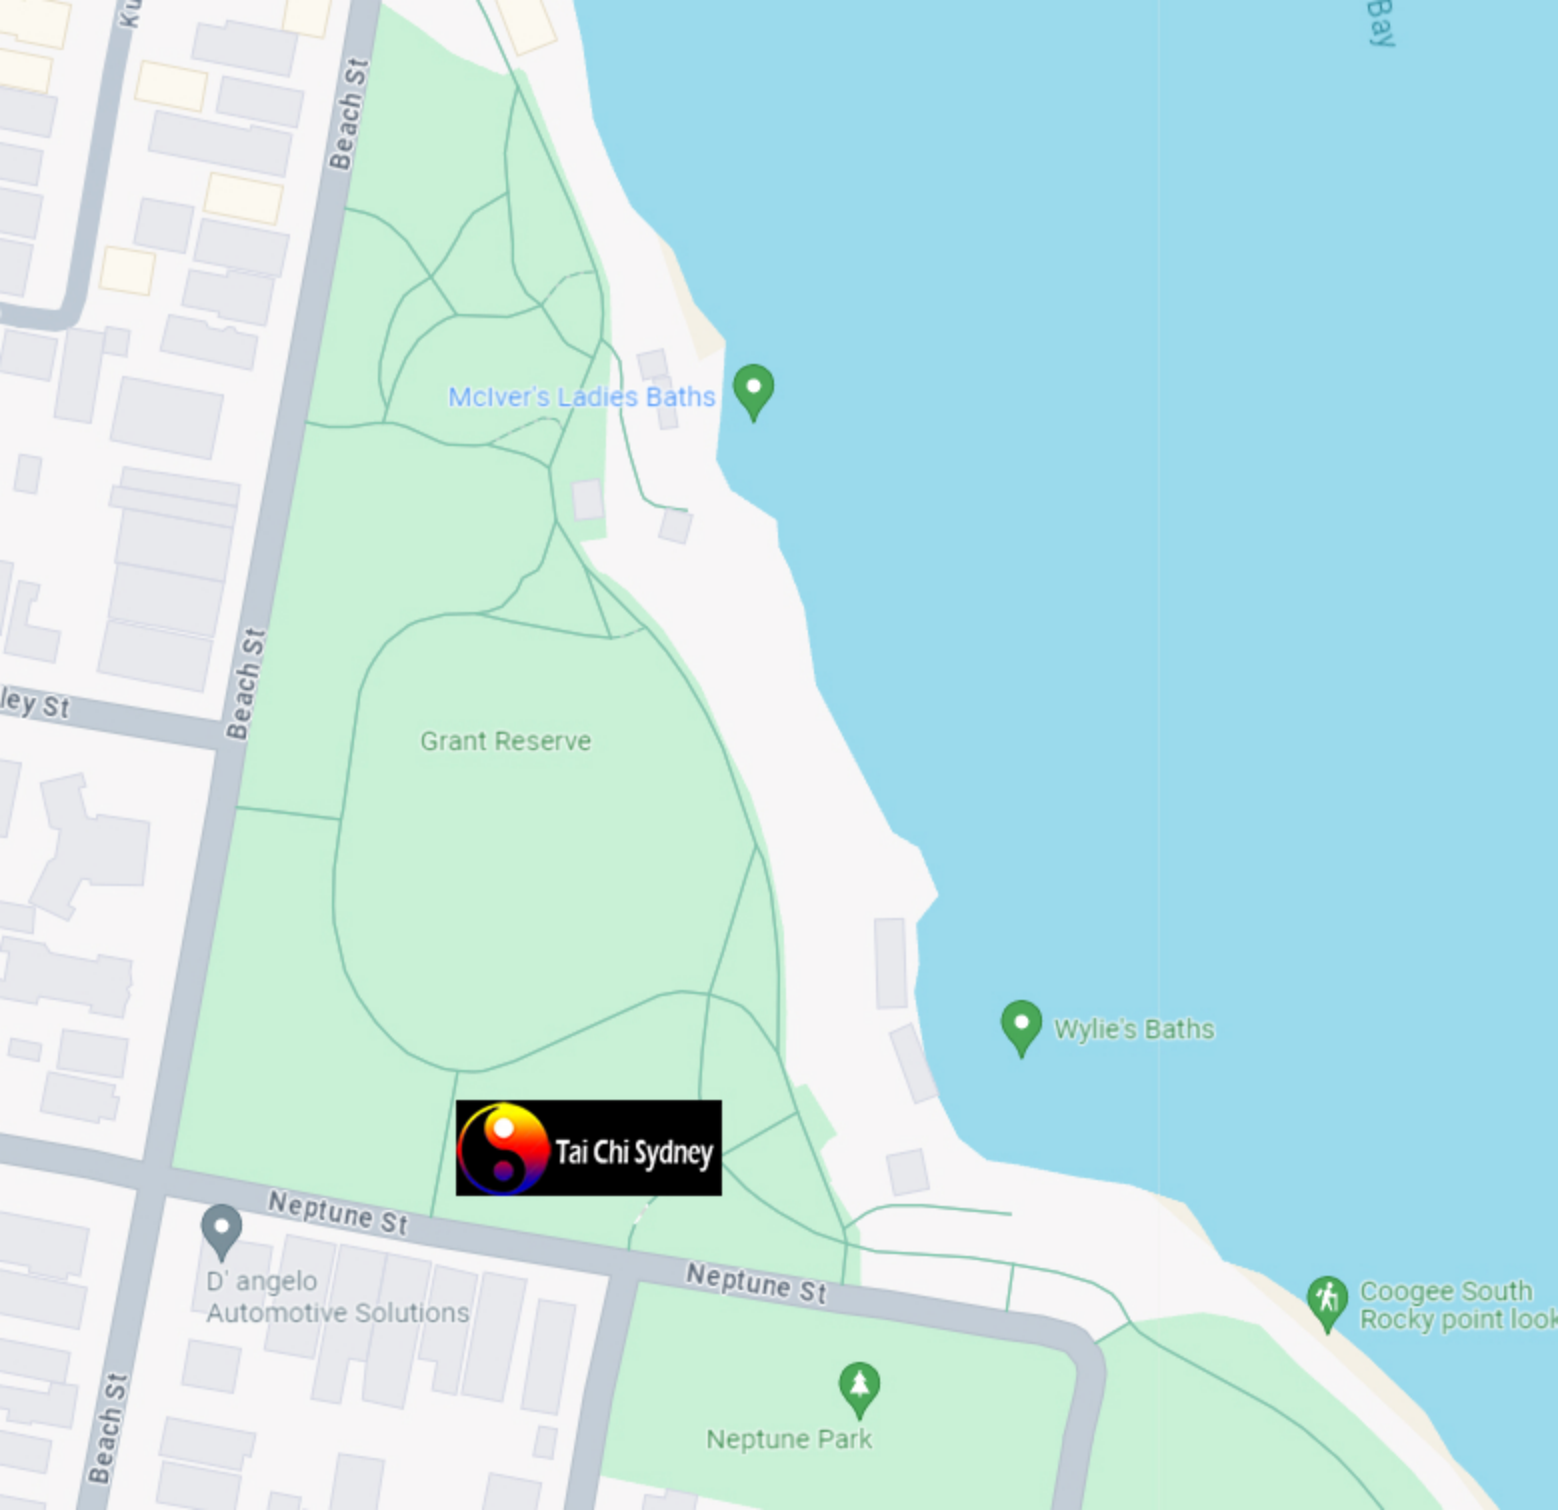 Bay
Beach St
McIver's Ladies Baths
Beach St
ley St
Grant Reserve
Wylie's Baths
Tai Chi Sydney
Neptune St
D' angelo
Automotive Solutions
Neptune St
Coogee South
Rocky point look
Beach St
Neptune Park